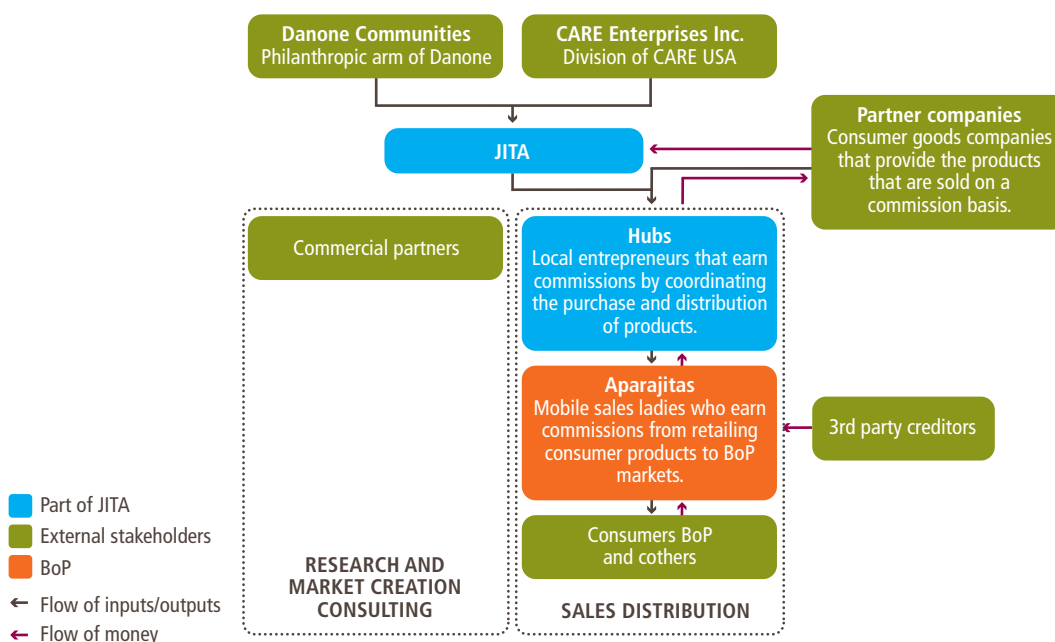 Danone Communities
Philanthropic arm of Danone
CARE Enterprises Inc.
Division of CARE USA
Partner companies
Consumer goods companies
that provide the products
that are sold on a
commission basis.
JITA
Commercial partners
Hubs
Local entrepreneurs that earn
commissions by coordinating
the purchase and distribution
of products.
Aparajitas
Mobile sales ladies who earn
commissions from retailing
consumer products to BoP
markets.
3rd party creditors
Consumers BoP
and cothers
RESEARCH AND
MARKET CREATION
CONSULTING
SALES DISTRIBUTION
Part of JITA
External stakeholders
BoP
Flow of inputs/outputs
Flow of money